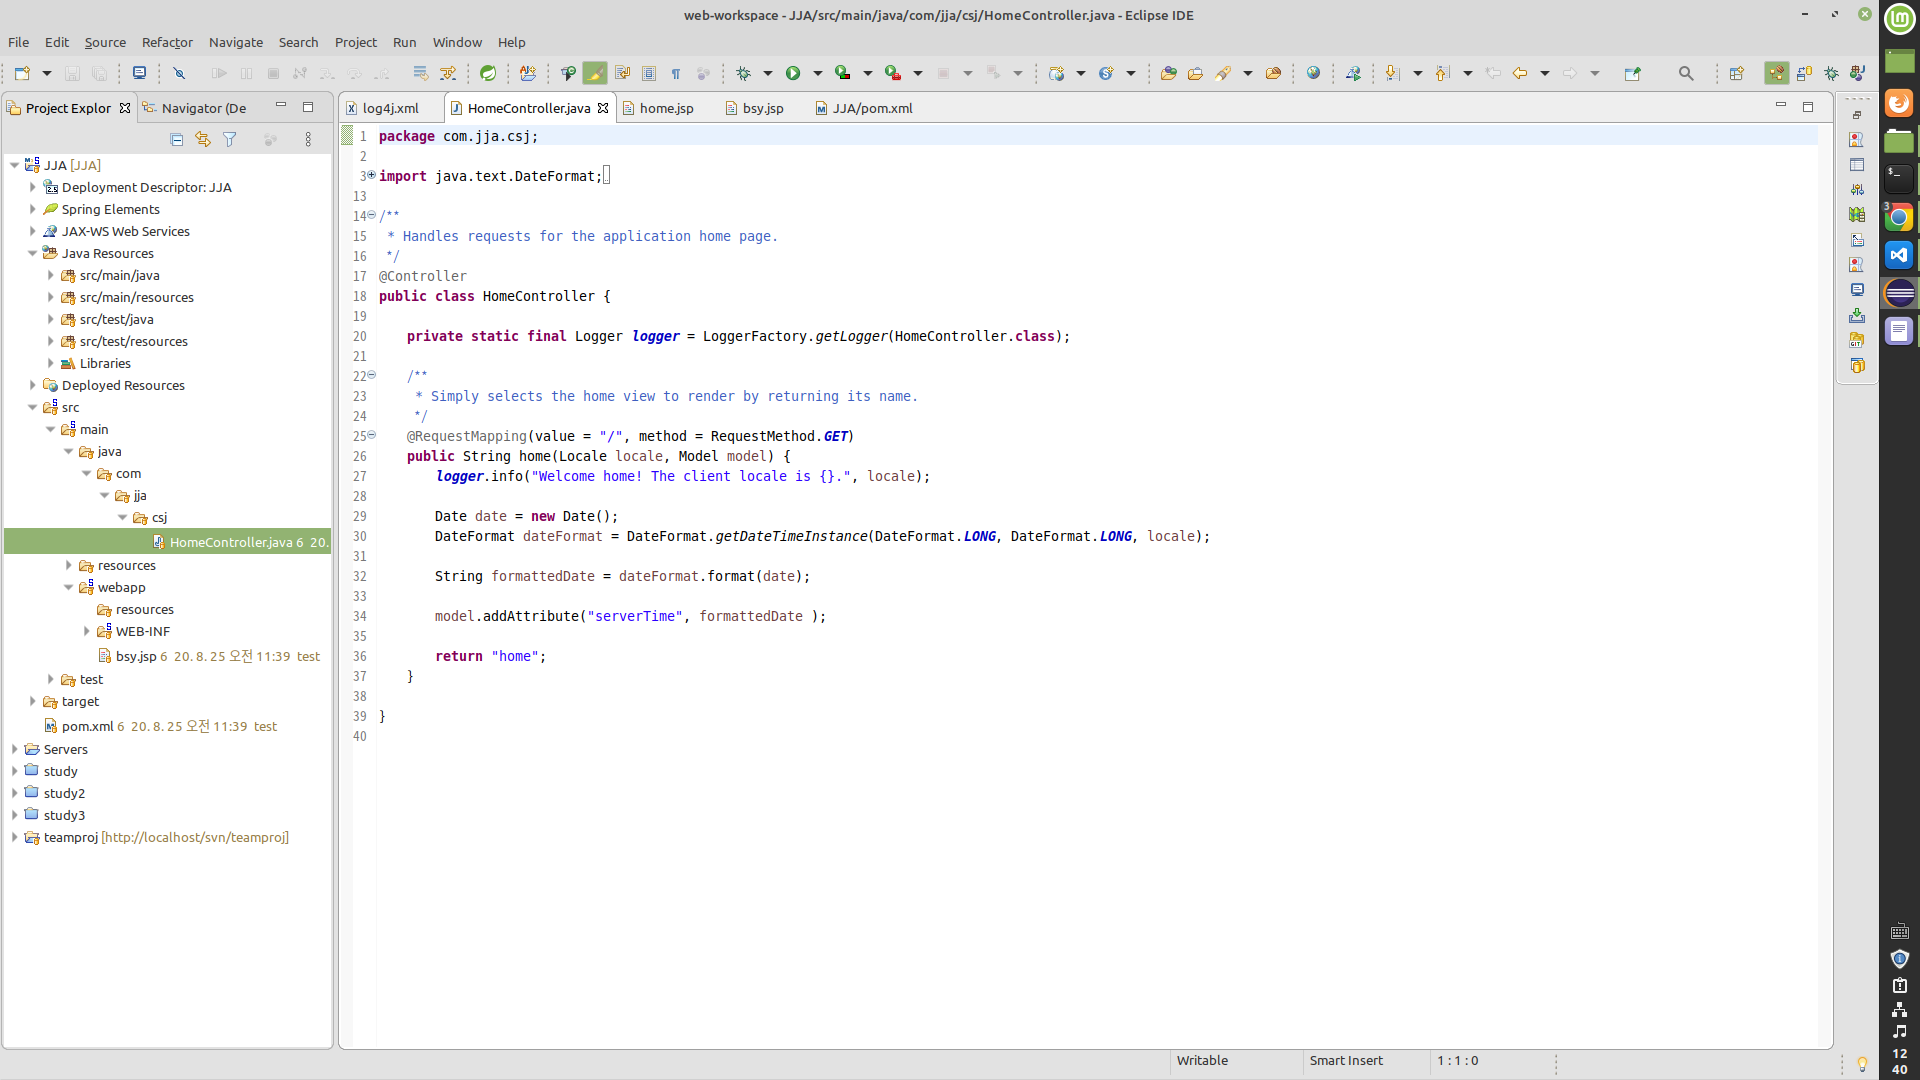 web-workspace - JJA/src/main/java/com/jja/csj/HomeController.java - Eclipse IDE
File Edit Source Refactor Navigate Search Project Run Window Help
Project Explor
Navigator (De
log4j.xml
HomeController.java
home.jsp
bsy.jsp
JJA/pom.xml
JJA [JJA]
Deployment Descriptor: JJA
Spring Elements
JAX-WS Web Services
Java Resources
src/main/java
src/main/resources
src/test/java
src/test/resources
Libraries
Deployed Resources
src
main
java
com
jja
csj
HomeController.java 6 20.
resources
webapp
resources
WEB-INF
bsy.jsp 6 20. 8. 25 오전 11:39 test
test
target
pom.xml 6 20. 8. 25 오전 11:39 test
Servers
study
study2
study3
teamproj [http://localhost/svn/teamproj]
1 package com.jja.csj;
2
3 import java.text.DateFormat;
13
14 /**
15 * Handles requests for the application home page.
16 */
17 @Controller
18 public class HomeController {
19
20 private static final Logger logger = LoggerFactory.getLogger(HomeController.class);
21
22 /**
23 * Simply selects the home view to render by returning its name.
24 */
25 @RequestMapping(value = "/", method = RequestMethod.GET)
26 public String home(Locale locale, Model model) {
27 logger.info("Welcome home! The client locale is {}.", locale);
28
29 Date date = new Date();
30 DateFormat dateFormat = DateFormat.getDateTimeInstance(DateFormat.LONG, DateFormat.LONG, locale);
31
32 String formattedDate = dateFormat.format(date);
33
34 model.addAttribute("serverTime", formattedDate );
35
36 return "home";
37 }
38
39 }
40
Writable
Smart Insert
1 : 1 : 0
3
12
40